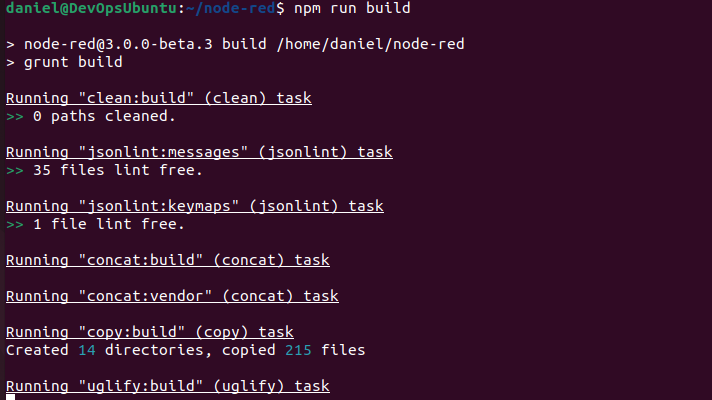 daniel@DevOpsUbuntu:~/node-red$ npm run build
> node-red@3.0.0-beta.3 build /home/daniel/node-red
> grunt build
Running "clean:build" (clean) task
>> 0 paths cleaned.
Running "jsonlint:messages" (jsonlint) task
>> 35 files lint free.
Running "jsonlint:keymaps" (jsonlint) task
>> 1 file lint free.
Running "concat:build" (concat) task
Running "concat:vendor" (concat) task
Running "copy:build" (copy) task
Created 14 directories, copied 215 files
Running "uglify:build" (uglify) task